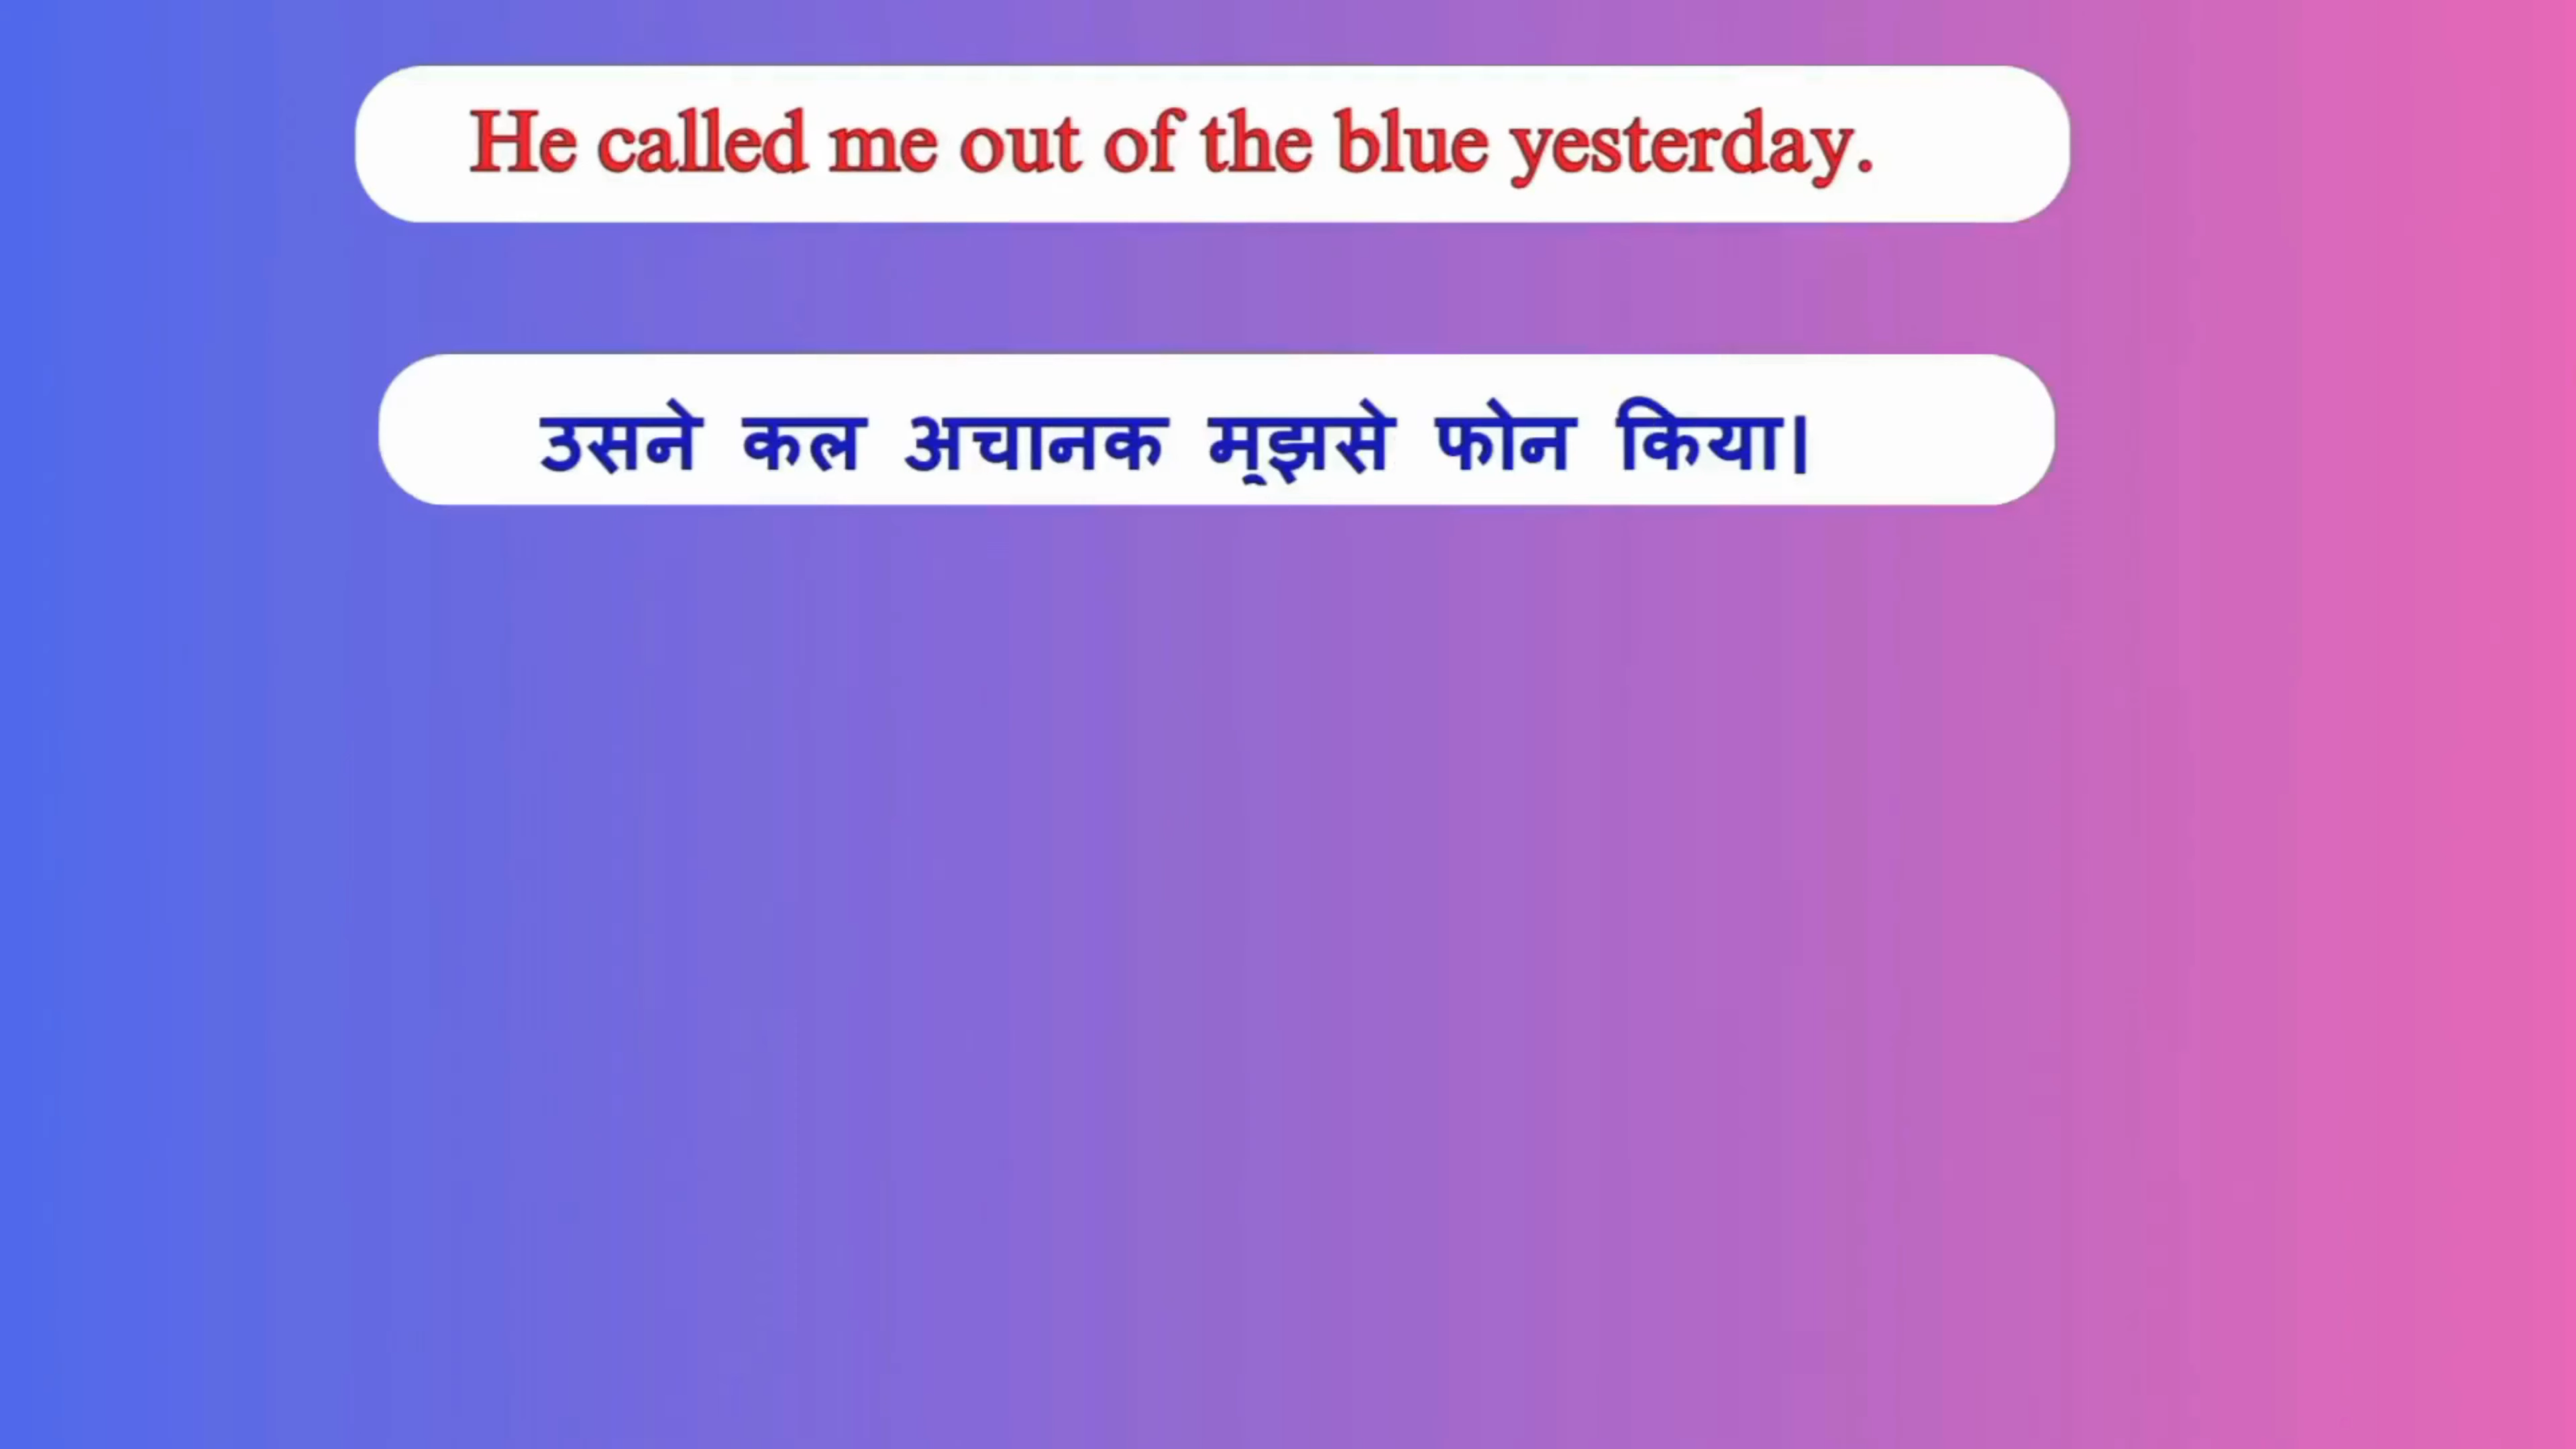 He called me out of the blue yesterday.
उसने कल अचानक मुझसे फोन किया।